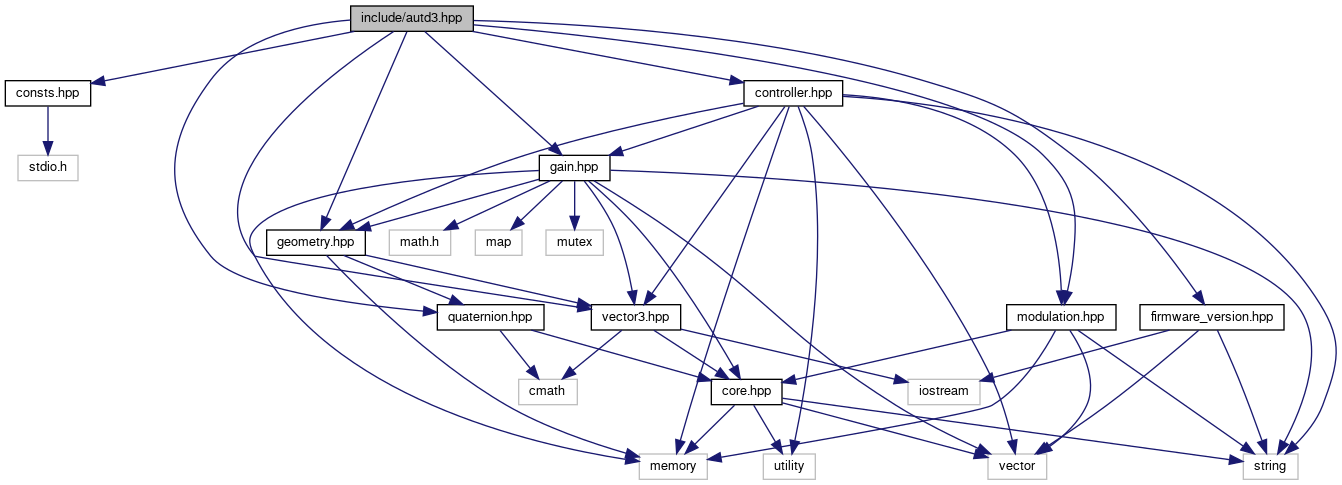 include/autd3.hpp
consts.hpp
controller.hpp
stdio.h
gain.hpp
geometry.hpp
math.h
map
mutex
quaternion.hpp
vector3.hpp
modulation.hpp
firmware_version.hpp
cmath
core.hpp
iostream
memory
utility
vector
string